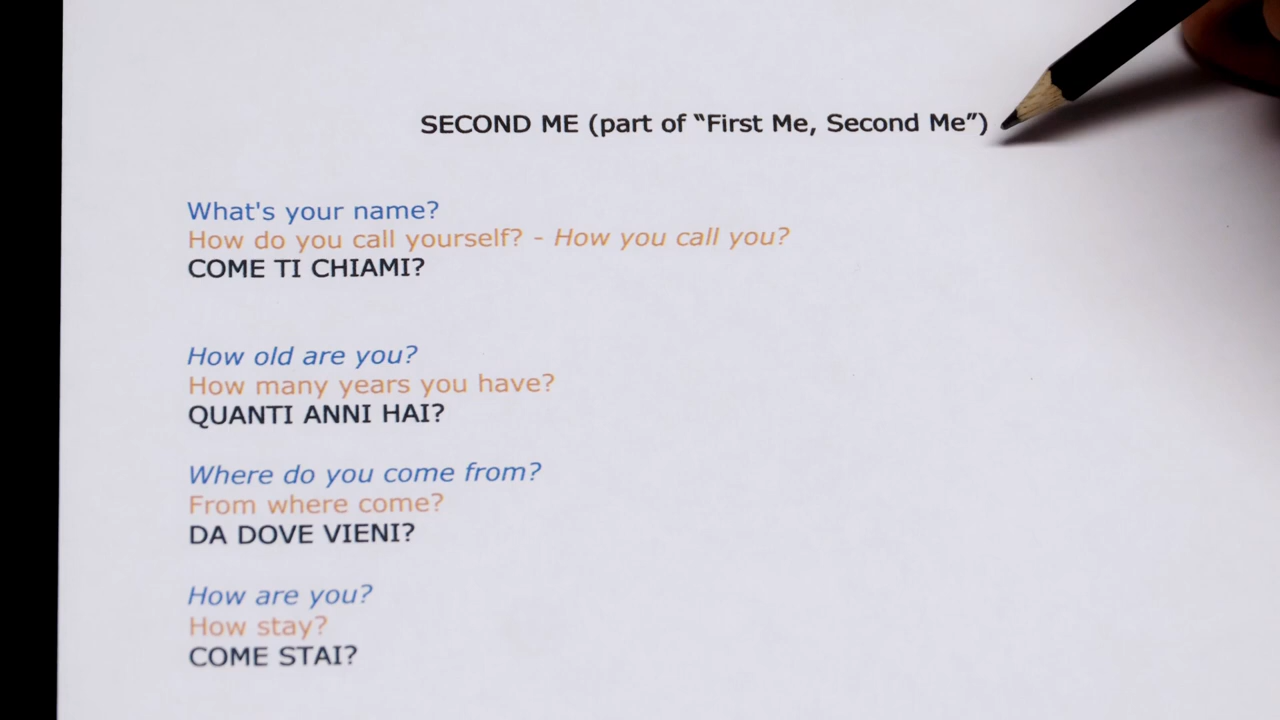 SECOND ME (part of “First Me, Second Me”)
What's your name?
How do you call yourself? - How you call you?
COME TI CHIAMI?
How old are you?
How many years you have?
QUANTI ANNI HAI?
Where do you come from?
From where come?
DA DOVE VIENI?
How are you?
How stay?
COME STAI?